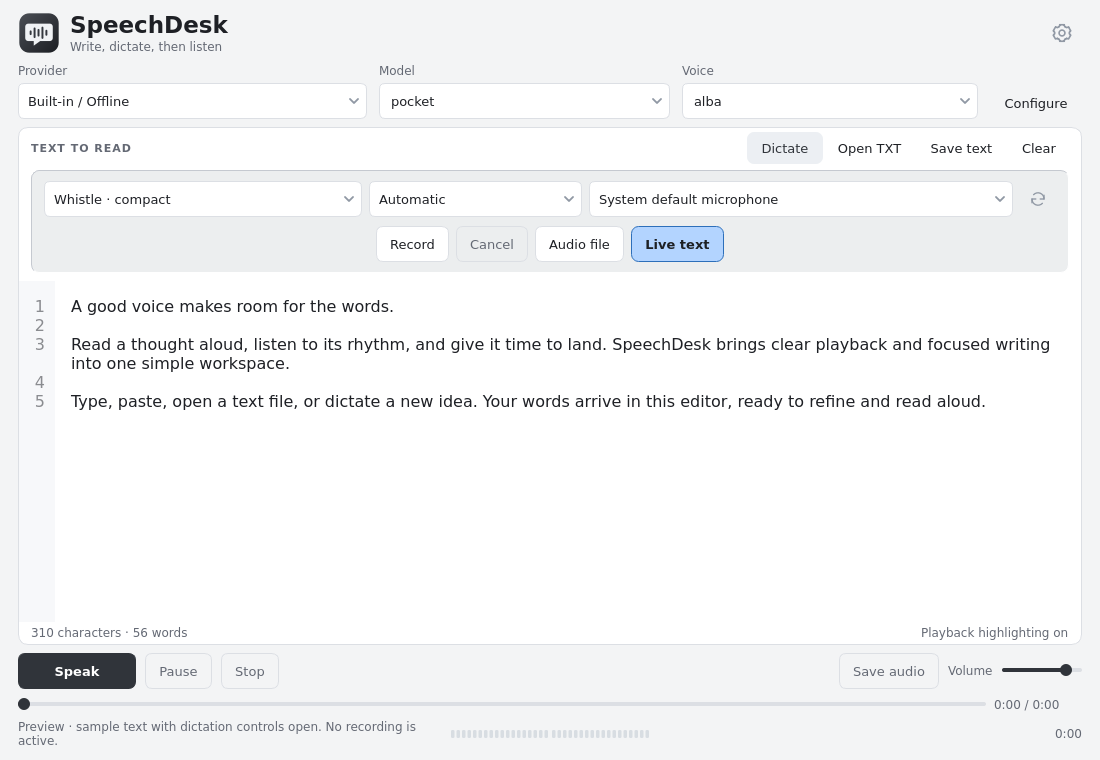 SpeechDesk
Write, dictate, then listen
Provider
Model
Voice
Built-in / Offline
pocket
alba
Configure
TEXT TO READ
Dictate
Open TXT
Save text
Clear
Whistle · compact
Automatic
System default microphone
Record
Cancel
Audio file
Live text
1 A good voice makes room for the words.
2
3 Read a thought aloud, listen to its rhythm, and give it time to land. SpeechDesk brings clear playback and focused writing
into one simple workspace.
4
5 Type, paste, open a text file, or dictate a new idea. Your words arrive in this editor, ready to refine and read aloud.
310 characters · 56 words
Playback highlighting on
Speak
Pause
Stop
Save audio
Volume
0:00 / 0:00
Preview · sample text with dictation controls open. No recording is
active.
0:00